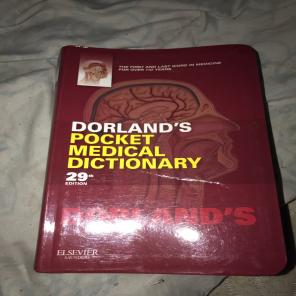 THE FIRST AND LAST WORD IN MEDICINE
FOR OVER 110 YEARS
DORLAND'S
POCKET
MEDICAL
DICTIONARY
29th
EDITION
DORLAND'S
ELSEVIER
SAUNDERS